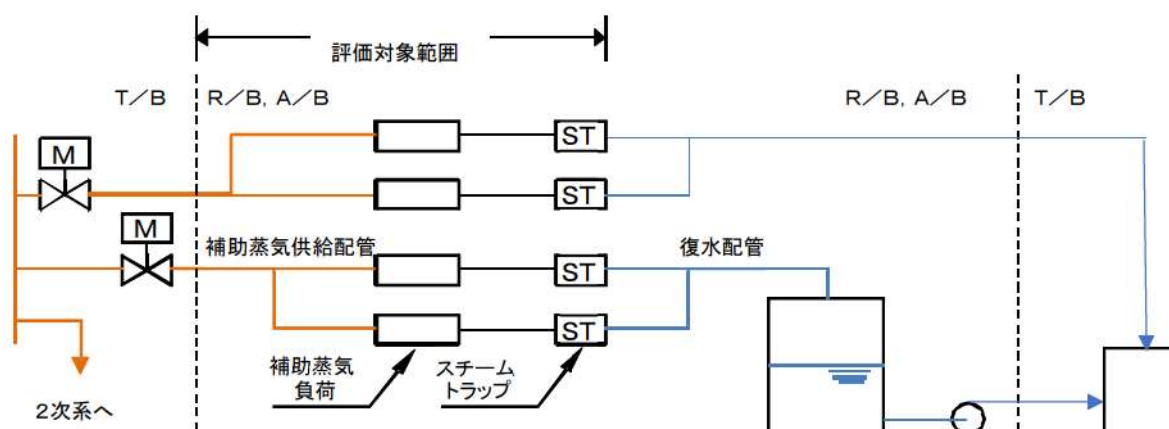 評価対象範囲
T/B
R/B, A/B
R/B, A/B
T/B
M
ST
ST
M
補助蒸気供給配管
復水配管
ST
ST
補助蒸気
負荷
スチーム
トラップ
2次系へ